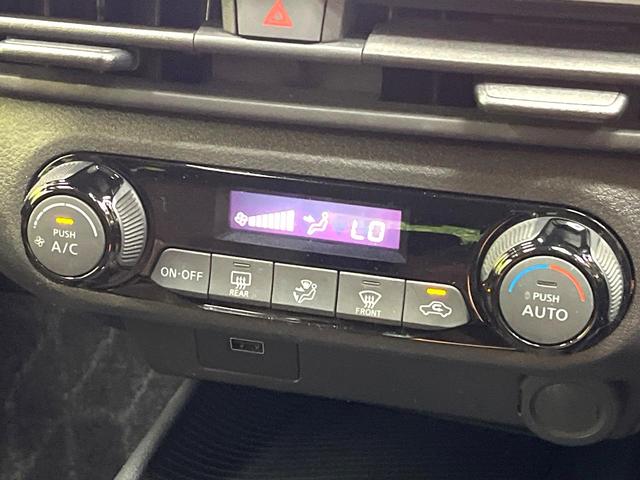 LO
PUSH
A/C
ON·OFF
REAR
FRONT
PUSH
AUTO